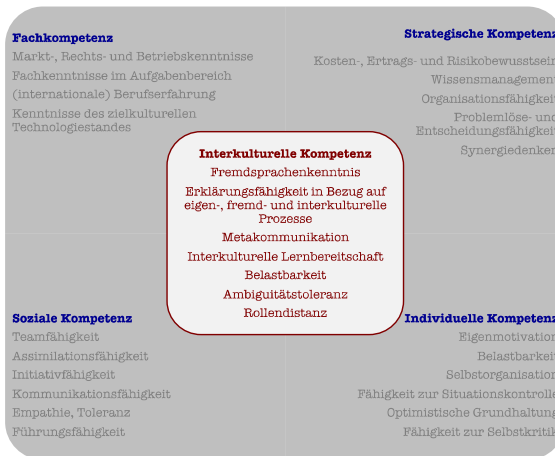 Fachkompetenz
Markt-, Rechts- und Betriebskenntnisse
Fachkenntnisse im Aufgabenbereich
(internationale) Berufserfahrung
Kenntnisse des zielkulturellen
Technologiestandes
Strategische Kompetenz
Kosten-, Ertrags- und Risikobewusstsein
Wissensmanagement
Organisationsfähigkeit
Problemlöse- und
Entscheidungsfähigkeit
Synergiedenken
Interkulturelle Kompetenz
Fremdsprachenkenntnis
Erklärungsfähigkeit in Bezug auf
eigen-, fremd- und interkulturelle
Prozesse
Metakommunikation
Interkulturelle Lernbereitschaft
Belastbarkeit
Ambiguitätstoleranz
Rollendistanz
Soziale Kompetenz
Teamfähigkeit
Assimilationsfähigkeit
Initiativfähigkeit
Kommunikationsfähigkeit
Empathie, Toleranz
Führungsfähigkeit
Individuelle Kompetenz
Eigenmotivation
Belastbarkeit
Selbstorganisation
Fähigkeit zur Situationskontrolle
Optimistische Grundhaltung
Fähigkeit zur Selbstkritik